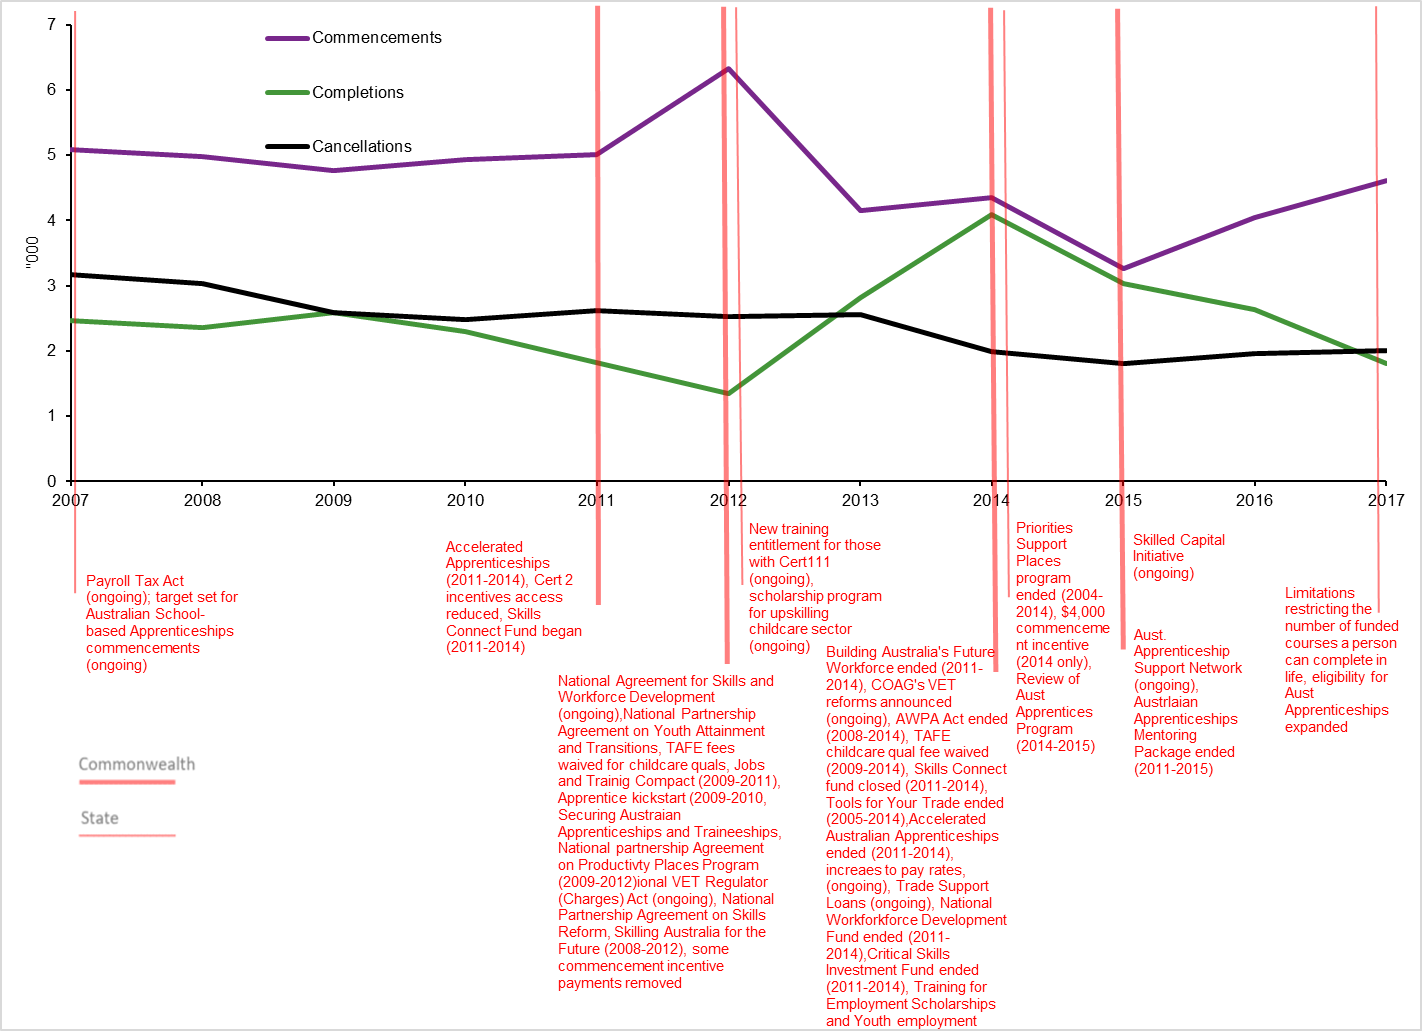 7
6
5
4
3
2
1
0
"000
Commencements
Completions
Cancellations
2007
2008
2009
2010
2011
2012
2013
2014
2015
2016
2017
Payroll Tax Act
(ongoing); target set for
Australian School-
based Apprenticeships
commencements
(ongoing)
Accelerated
Apprenticeships
(2011-2014), Cert 2
incentives access
reduced, Skills
Connect Fund began
(2011-2014)
National Agreement for Skills and
Workforce Development
(ongoing),National Partnership
Agreement on Youth Attainment
and Transitions, TAFE fees
waived for childcare quals, Jobs
and Trainig Compact (2009-2011),
Apprentice kickstart (2009-2010,
Securing Austraian
Apprenticeships and Traineeships,
National partnership Agreement
on Productivty Places Program
(2009-2012)ional VET Regulator
(Charges) Act (ongoing), National
Partnership Agreement on Skills
Reform, Skilling Australia for the
Future (2008-2012), some
commencement incentive
payments removed
New training
entitlement for those
with Cert111
(ongoing),
scholarship program
for upskilling
childcare sector
(ongoing)
Building Australia's Future
Workforce ended (2011-
2014), COAG's VET
reforms announced
(ongoing), AWPA Act ended
(2008-2014), TAFE
childcare qual fee waived
(2009-2014), Skills Connect
fund closed (2011-2014),
Tools for Your Trade ended
(2005-2014),Accelerated
Australian Apprenticeships
ended (2011-2014),
increaes to pay rates,
(ongoing), Trade Support
Loans (ongoing), National
Workforkforce Development
Fund ended (2011-
2014),Critical Skills
Investment Fund ended
(2011-2014), Training for
Employment Scholarships
and Youth employment
Priorities
Support
Places
program
ended (2004-
2014), $4,000
commenceme
nt incentive
(2014 only),
Review of
Aust
Apprentices
Program
(2014-2015)
Skilled Capital
Initiative
(ongoing)
Aust.
Apprenticeship
Support Network
(ongoing),
Austrlaian
Apprenticeships
Mentoring
Package ended
(2011-2015)
Limitations
restricting the
number of funded
courses a person
can complete in
life, eligibility for
Aust
Apprenticeships
expanded
Commonwealth
State